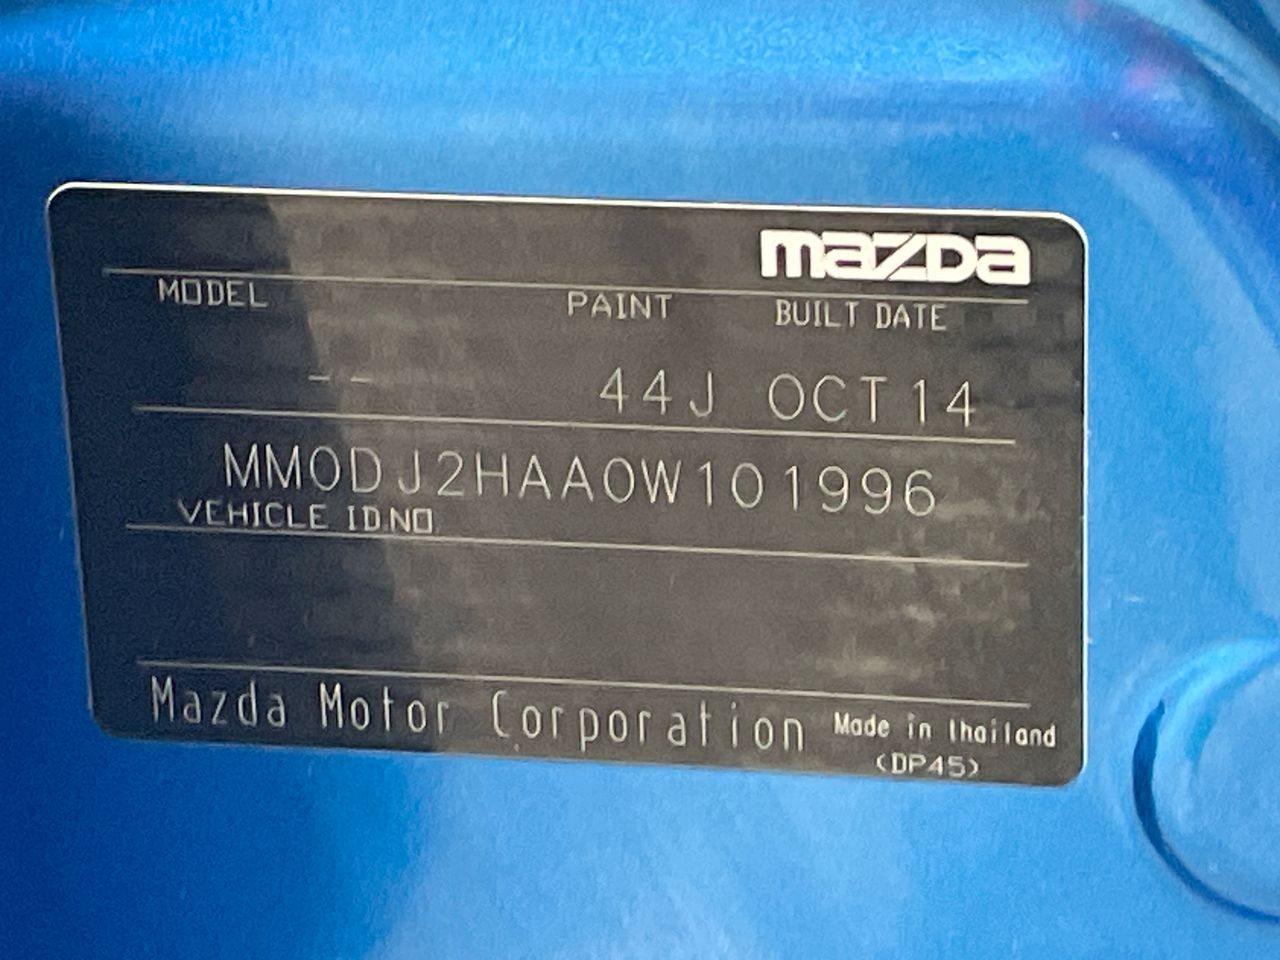 mazda
MODEL PAINT BUILT DATE
-- 44J OCT14
MM0DJ2HAA0W101996
VEHICLE ID.NO.
Mazda Motor Corporation Made in Thailand
(DP45)